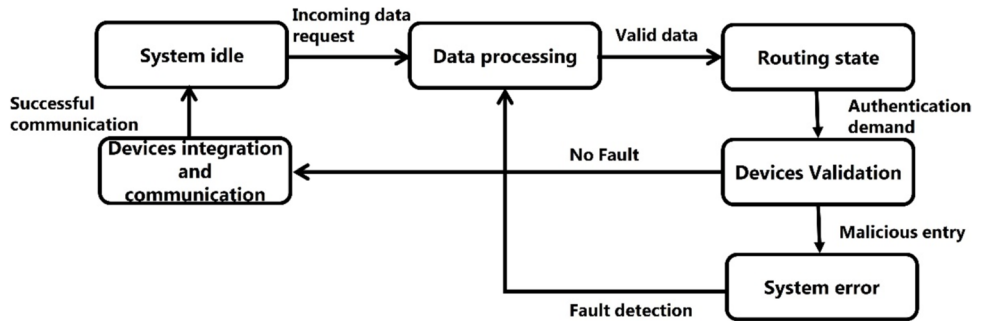 Incoming data
request
System idle
Data processing
Valid data
Routing state
Successful
communication
Authentication
demand
Devices integration
and
communication
No Fault
Devices Validation
Malicious entry
System error
Fault detection